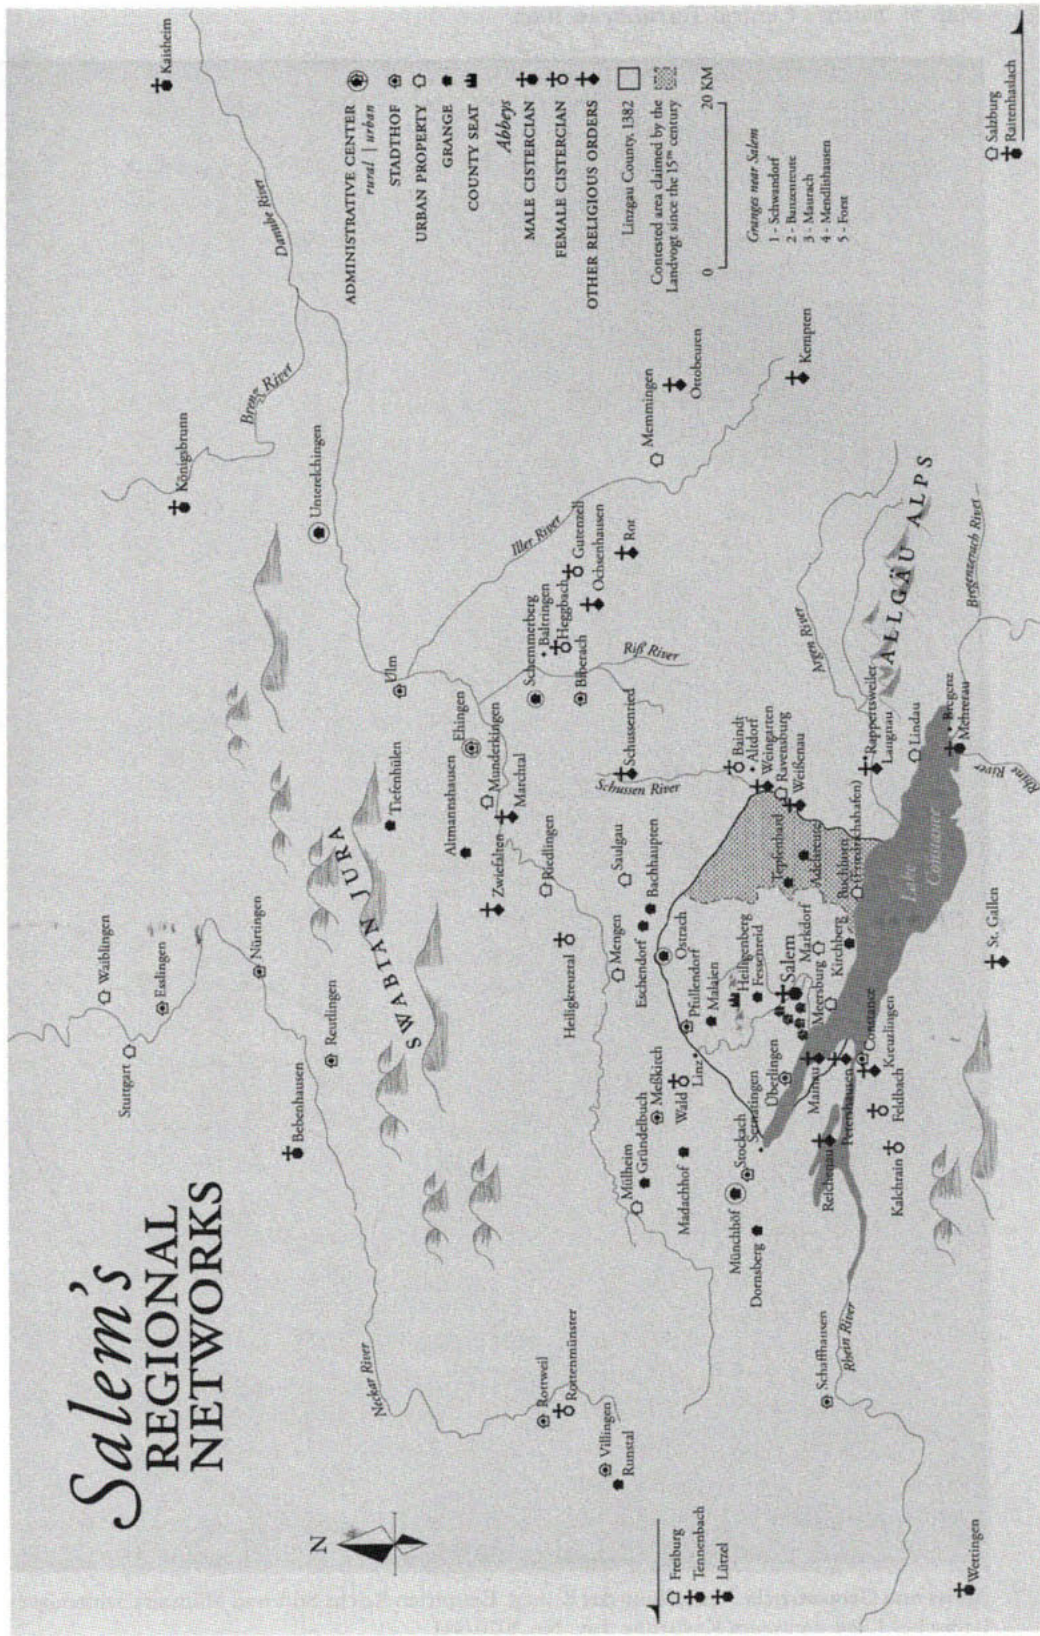 Salem's
REGIONAL
NETWORKS
N
ADMINISTRATIVE CENTER
rural | urban
STADTHOF
URBAN PROPERTY
GRANGE
COUNTY SEAT
Abbeys
MALE CISTERCIAN
FEMALE CISTERCIAN
OTHER RELIGIOUS ORDERS
Linzgau County, 1382
Contested area claimed by the
Landvogt since the 15TH century
0
20 KM
Granges near Salem
1 - Schwandorf
2 - Banzenreute
3 - Maurach
4 - Mendlishausen
5 - Forst
Salzburg
Raitenhaslach
Freiburg
Tennenbach
Lützel
Kaisheim
Danube River
Brenz River
Königsbrunn
Unterelchingen
Waiblingen
Stuttgart
Esslingen
Nürtingen
Reutlingen
Bebenhausen
Neckar River
SWABIAN JURA
Tiefenhülen
Ulm
Ehingen
Altmannshausen
Munderkingen
Marchtal
Zwiefalten
Riedlingen
Heiligkreuztal
Schemmerberg
Baltringen
Heggbach
Biberach
Iller River
Gutenzell
Ochsenhausen
Rot
Riß River
Memmingen
Ottobeuren
Kempten
Schussenried
Schussen River
Saulgau
Bachhaupten
Mengen
Eschendorf
Ostrach
Pfullendorf
Malaien
Heiligenberg
Fessenreid
Salem
Markdorf
Meersburg
Kirchberg
Tepfenhard
Adelsreute
Buchhorn
(Friedrichshafen)
Baindt
Altdorf
Weingarten
Ravensburg
Weißenau
Argen River
ALLGÄU ALPS
Rappertsweiler
Langnau
Lindau
Bregenz
Mehrerau
Bregenzerach River
Rhine River
Lake
Constance
St. Gallen
Rottweil
Rottenmünster
Villingen
Runstal
Mülheim
Gründelbuch
Meßkirch
Wald
Linz
Madachhof
Münchhof
Stockach
Sernatingen
Dornsberg
Überlingen
Mainau
Petershausen
Constance
Kreuzlingen
Reichenau
Feldbach
Kalchrain
Schaffhausen
Rhein River
Wettingen